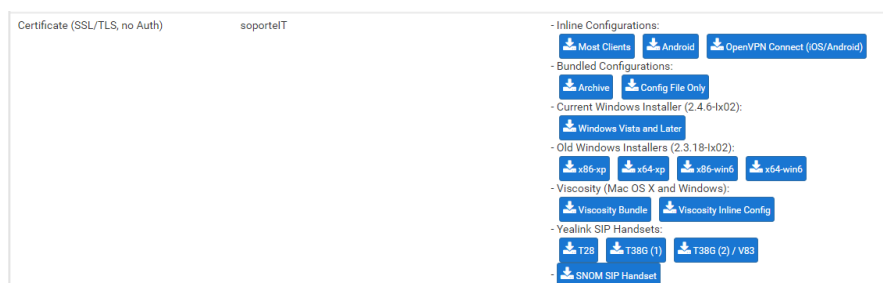 Certificate (SSL/TLS, no Auth) soporteIT - Inline Configurations:
Most Clients Android OpenVPN Connect (iOS/Android)
- Bundled Configurations:
Archive Config File Only
- Current Windows Installer (2.4.6-Ix02):
Windows Vista and Later
- Old Windows Installers (2.3.18-Ix02):
x86-xp x64-xp x86-win6 x64-win6
- Viscosity (Mac OS X and Windows):
Viscosity Bundle Viscosity Inline Config
- Yealink SIP Handsets:
T28 T38G (1) T38G (2) / V83
- SNOM SIP Handset